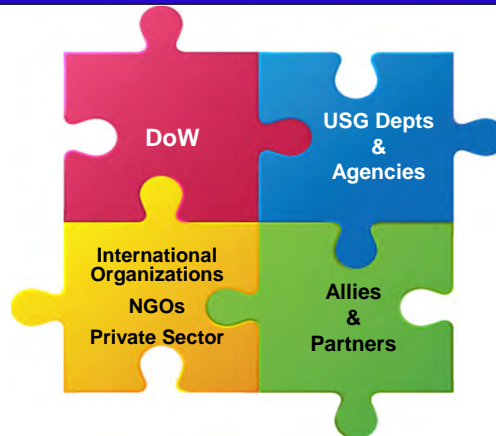 DoW
USG Depts
&
Agencies
International
Organizations
NGOs
Private Sector
Allies
&
Partners